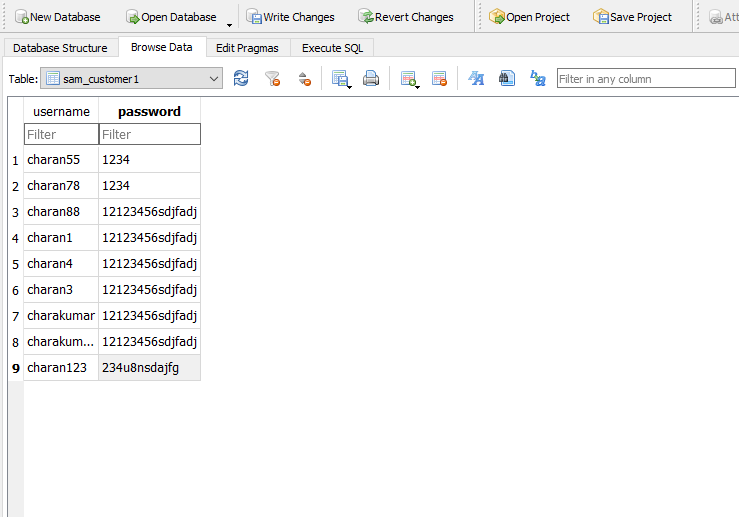 New Database Open Database Write Changes Revert Changes Open Project Save Project
Database Structure Browse Data Edit Pragmas Execute SQL
Table: sam_customer1 Filter in any column
username password
Filter Filter
1 charan55 1234
2 charan78 1234
3 charan88 12123456sdjfadj
4 charan1 12123456sdjfadj
5 charan4 12123456sdjfadj
6 charan3 12123456sdjfadj
7 charakumar 12123456sdjfadj
8 charakum... 12123456sdjfadj
9 charan123 234u8nsdajfg